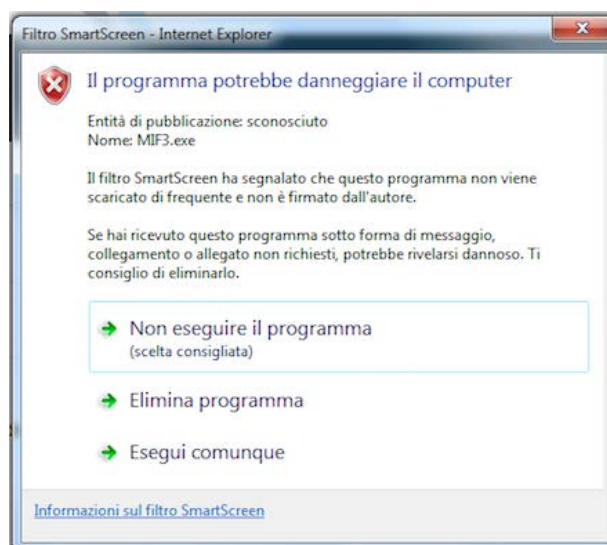 Filtro SmartScreen - Internet Explorer
Il programma potrebbe danneggiare il computer
Entità di pubblicazione: sconosciuto
Nome: MIF3.exe
Il filtro SmartScreen ha segnalato che questo programma non viene
scaricato di frequente e non è firmato dall'autore.
Se hai ricevuto questo programma sotto forma di messaggio,
collegamento o allegato non richiesti, potrebbe rivelarsi dannoso. Ti
consiglio di eliminarlo.
Non eseguire il programma
(scelta consigliata)
Elimina programma
Esegui comunque
Informazioni sul filtro SmartScreen